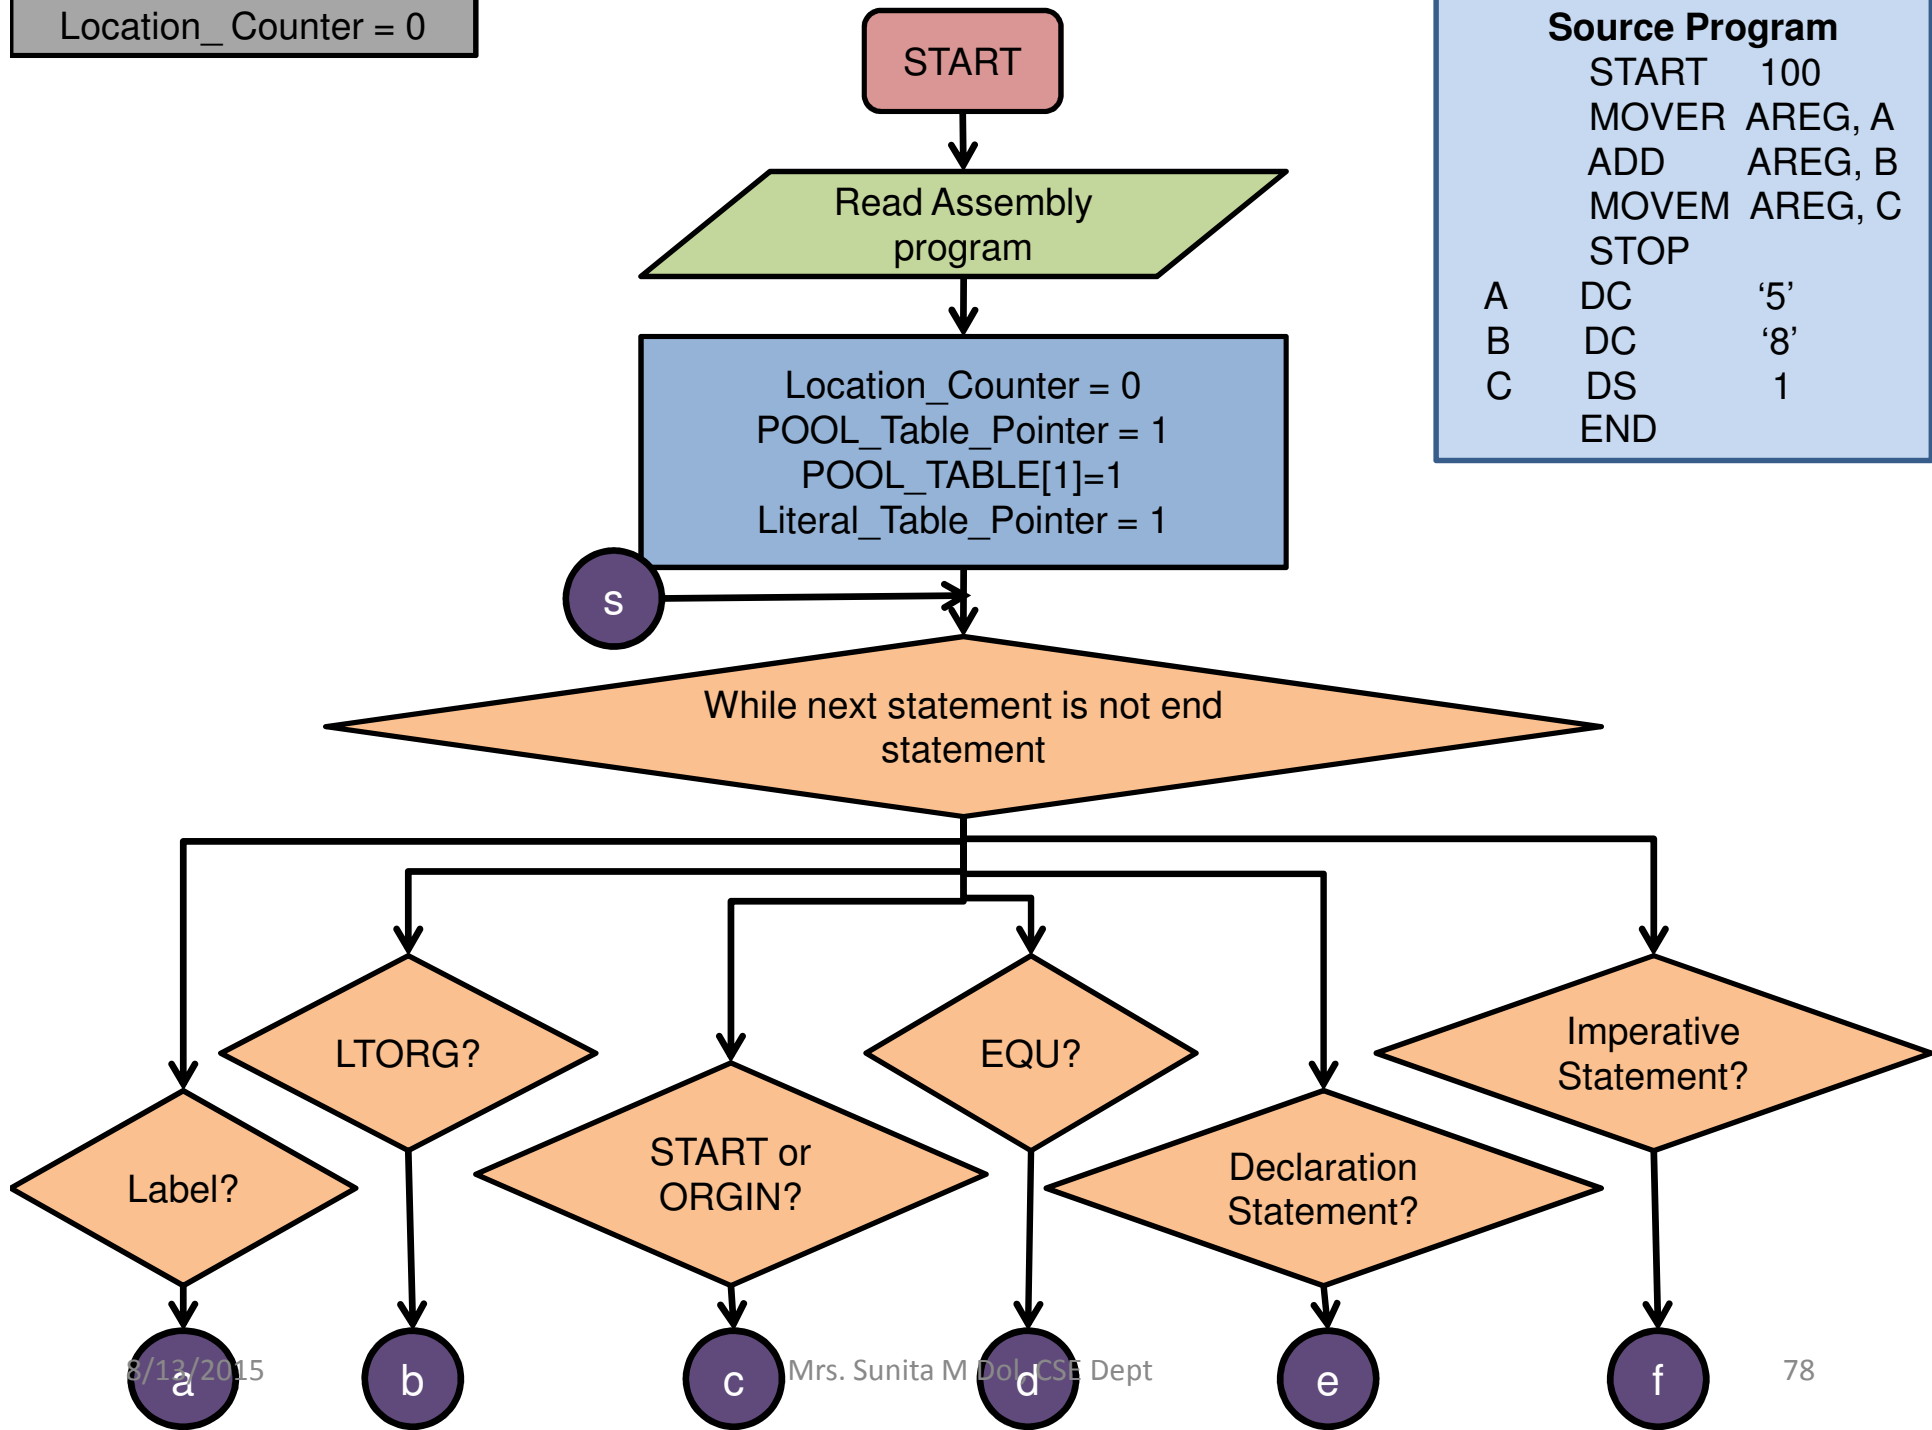 Location_ Counter = 0
START
Read Assembly
program
Location_Counter = 0
POOL_Table_Pointer = 1
POOL_TABLE[1]=1
Literal_Table_Pointer = 1
s
While next statement is not end
statement
Source Program
START 100
MOVER AREG, A
ADD AREG, B
MOVEM AREG, C
STOP
A DC ‘5’
B DC ‘8’
C DS 1
END
Label?
LTORG?
START or
ORGIN?
EQU?
Declaration
Statement?
Imperative
Statement?
a
b
c
d
e
f
8/13/2015
Mrs. Sunita M Dol, CSE Dept
78